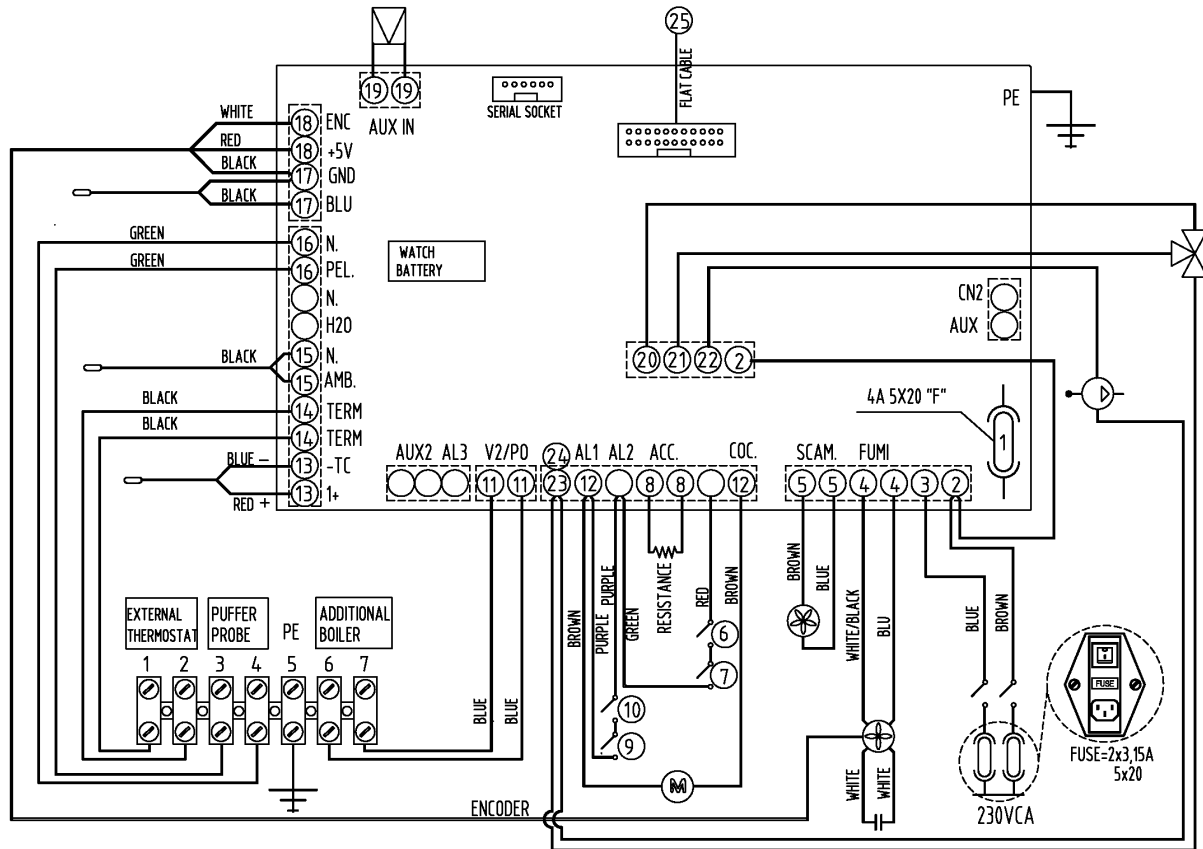 25
19 19
AUX IN
SERIAL SOCKET
FLAT CABLE
PE
WHITE
18 ENC
RED
18 +5V
BLACK
17 GND
BLACK
17 BLU
GREEN
16 N.
GREEN
16 PEL.
N.
H20
BLACK
15 N.
15 AMB.
BLACK
14 TERM
BLACK
14 TERM
BLUE -
13 -TC
13 1+
RED +
WATCH
BATTERY
CN2
AUX
20 21 22 2
4A 5X20 "F"
1
AUX2 AL3 V2/P0 24 AL1 AL2 ACC. COC. SCAM. FUMI
11 11 23 12 8 8 12 5 5 4 4 3 2
BROWN
PURPLE
PURPLE
GREEN
RESISTANCE
RED
BROWN
BROWN
BLUE
WHITE/BLACK
BLU
BLUE
BROWN
6
7
10
9
M
EXTERNAL
THERMOSTAT
PUFFER
PROBE
PE
ADDITIONAL
BOILER
1 2 3 4 5 6 7
BLUE
BLUE
WHITE
WHITE
ENCODER
FUSE
FUSE=2x3,15A
5x20
230VCA